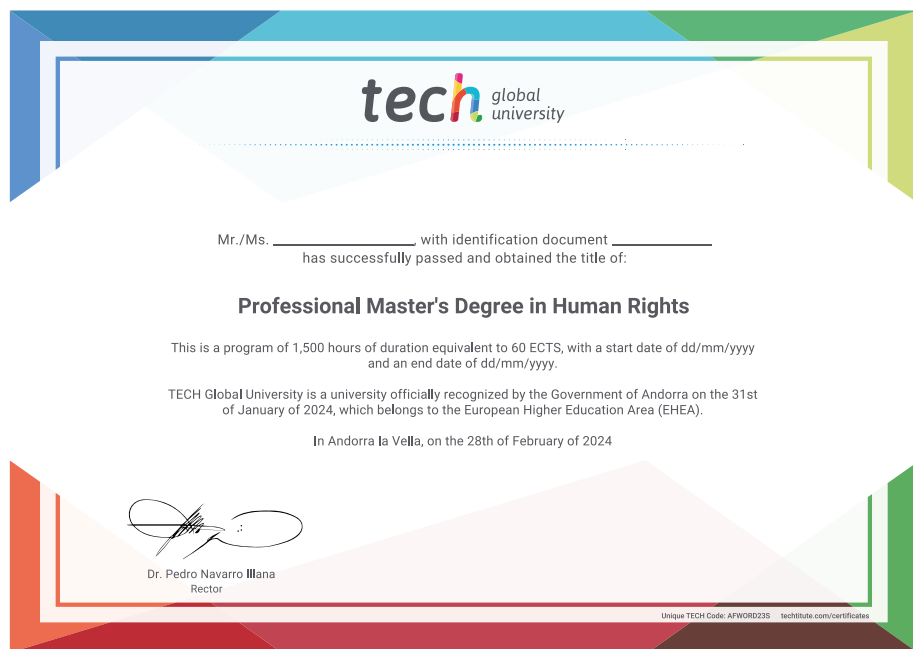 tech global university
Mr./Ms. ____________________, with identification document ______________
has successfully passed and obtained the title of:
Professional Master's Degree in Human Rights
This is a program of 1,500 hours of duration equivalent to 60 ECTS, with a start date of dd/mm/yyyy
and an end date of dd/mm/yyyy.
TECH Global University is a university officially recognized by the Government of Andorra on the 31st
of January of 2024, which belongs to the European Higher Education Area (EHEA).
In Andorra la Vella, on the 28th of February of 2024
Dr. Pedro Navarro Illana
Rector
Unique TECH Code: AFWORD23S techtitute.com/certificates